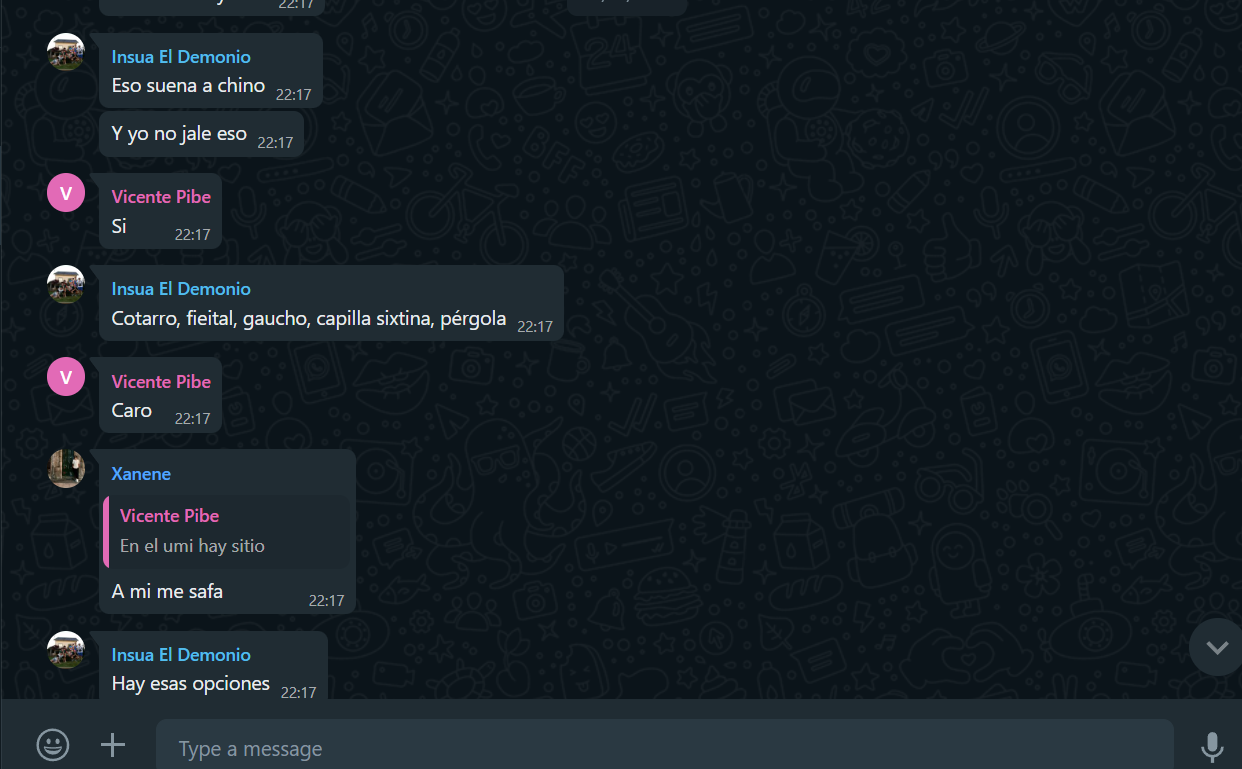 22:17
Insua El Demonio
Eso suena a chino 22:17
Y yo no jale eso 22:17
V
Vicente Pibe
Si 22:17
Insua El Demonio
Cotarro, fieital, gaucho, capilla sixtina, pérgola 22:17
V
Vicente Pibe
Caro 22:17
Xanene
Vicente Pibe
En el umi hay sitio
A mi me safa 22:17
Insua El Demonio
Hay esas opciones 22:17
Type a message